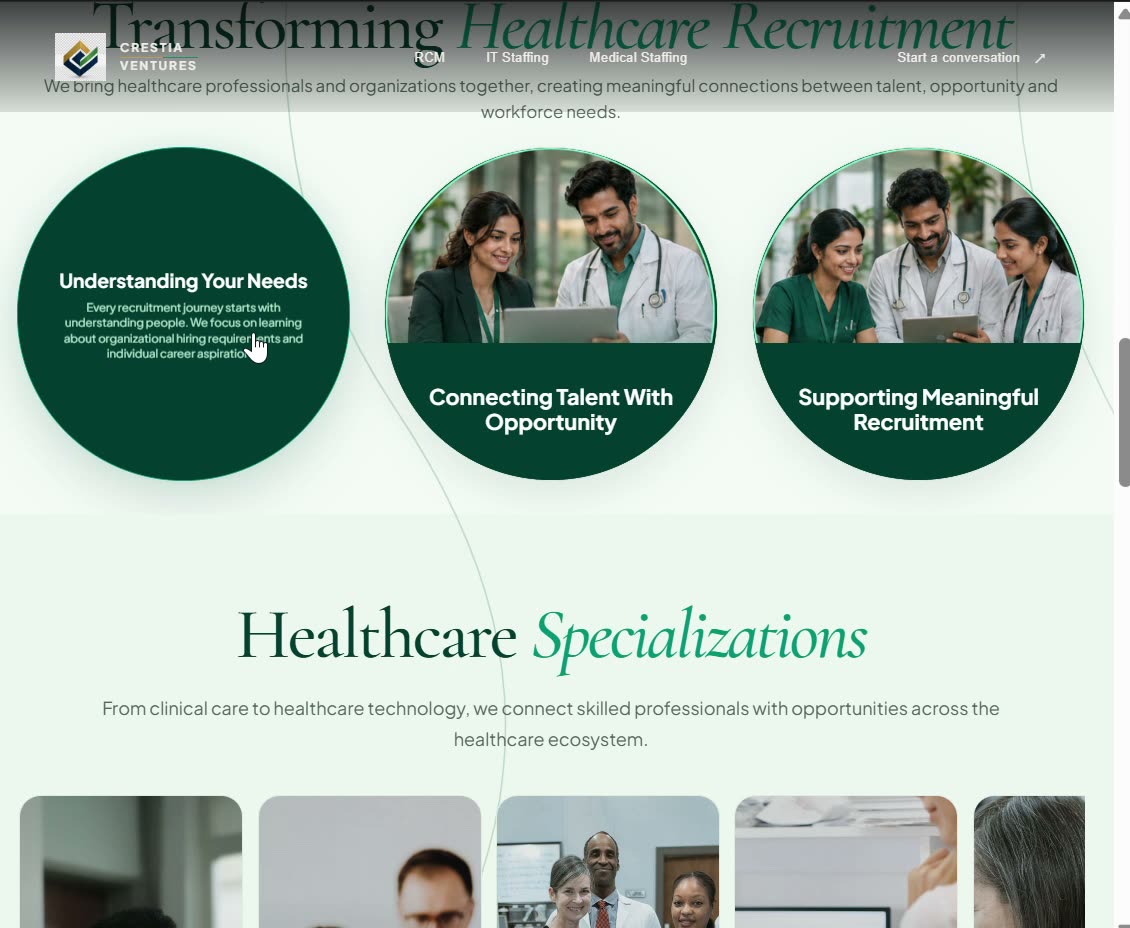 Transforming Healthcare Recruitment
CRESTIA
VENTURES
RCM
IT Staffing
Medical Staffing
Start a conversation ↗
We bring healthcare professionals and organizations together, creating meaningful connections between talent, opportunity and
workforce needs.
Understanding Your Needs
Every recruitment journey starts with
understanding people. We focus on learning
about organizational hiring requirements and
individual career aspirations.
Connecting Talent With
Opportunity
Supporting Meaningful
Recruitment
Healthcare Specializations
From clinical care to healthcare technology, we connect skilled professionals with opportunities across the
healthcare ecosystem.